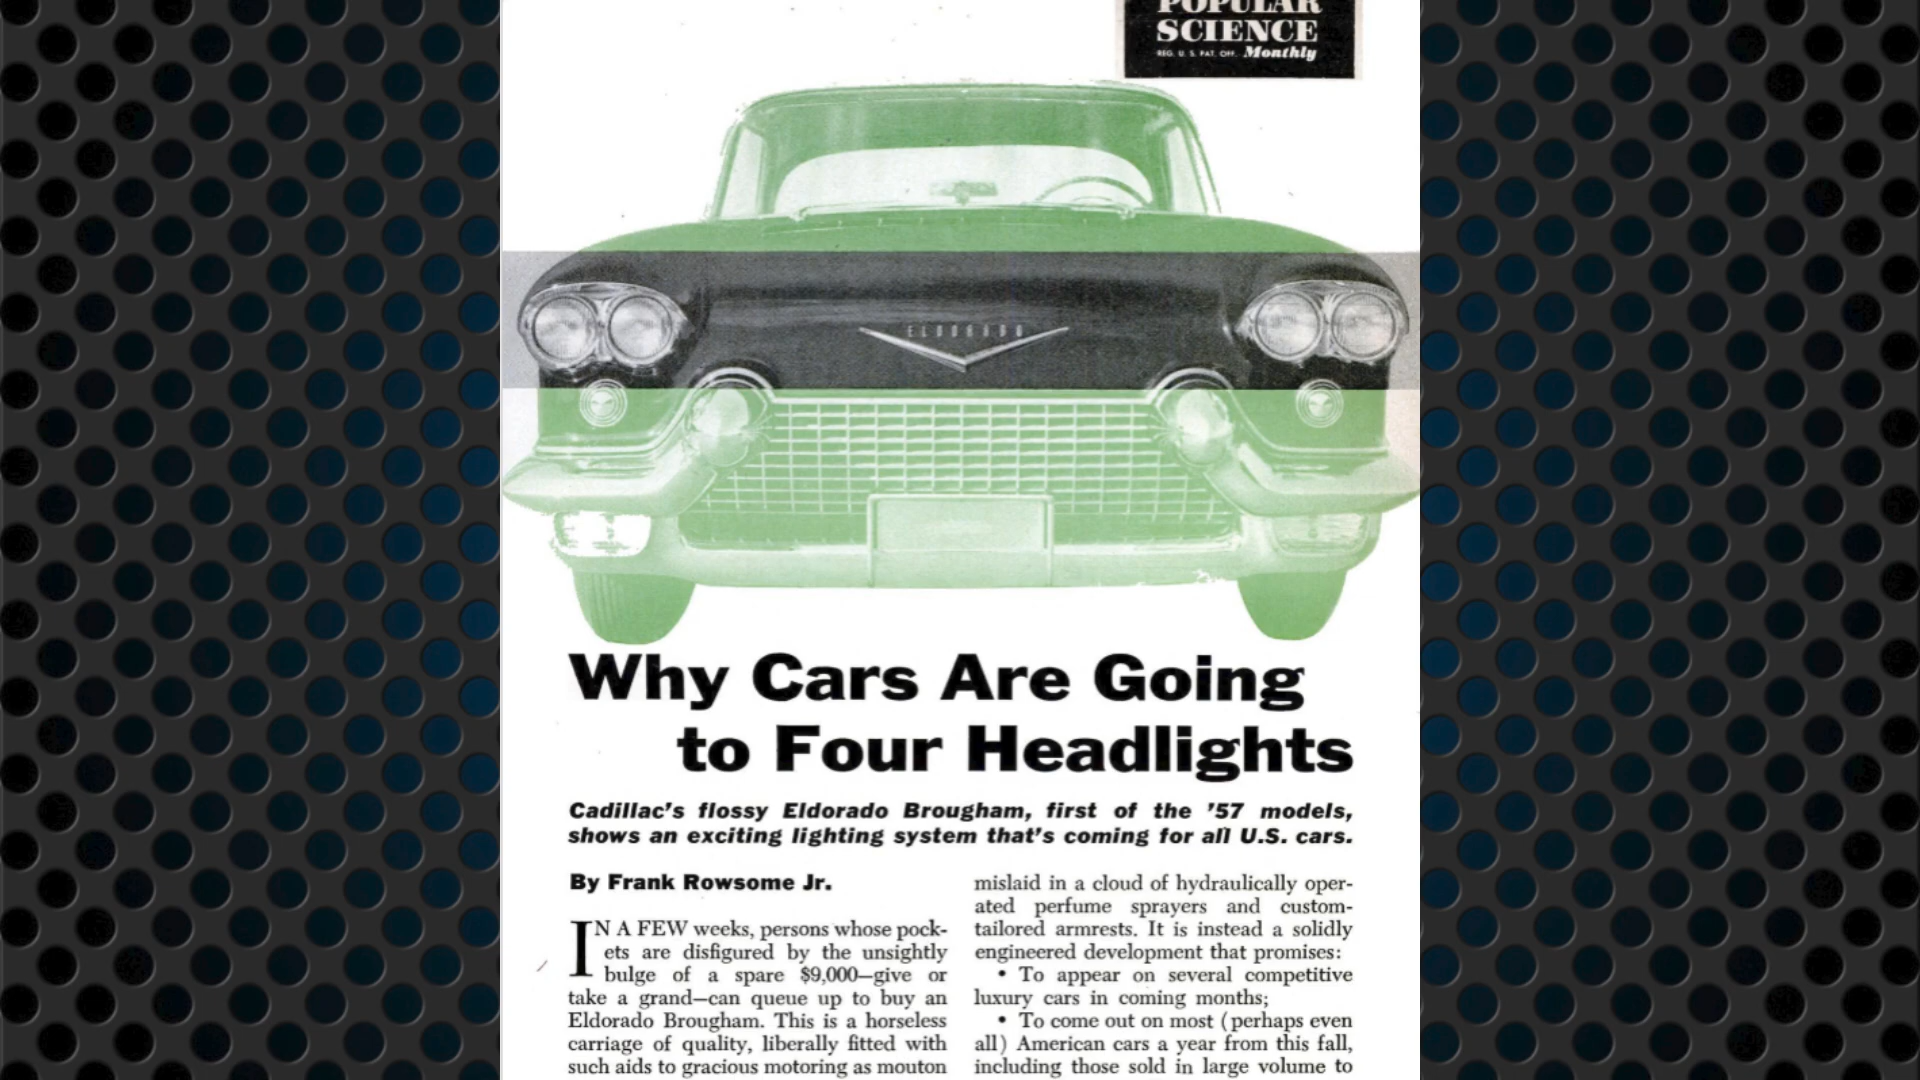 POPULAR
SCIENCE
REG. U. S. PAT. OFF. Monthly
ELDORADO
Why Cars Are Going
to Four Headlights
Cadillac's flossy Eldorado Brougham, first of the '57 models,
shows an exciting lighting system that's coming for all U.S. cars.
By Frank Rowsome Jr.
IN A FEW weeks, persons whose pock-
ets are disfigured by the unsightly
bulge of a spare $9,000—give or
take a grand—can queue up to buy an
Eldorado Brougham. This is a horseless
carriage of quality, liberally fitted with
such aids to gracious motoring as mouton
mislaid in a cloud of hydraulically oper-
ated perfume sprayers and custom-
tailored armrests. It is instead a solidly
engineered development that promises:
• To appear on several competitive
luxury cars in coming months;
• To come out on most (perhaps even
all) American cars a year from this fall,
including those sold in large volume to